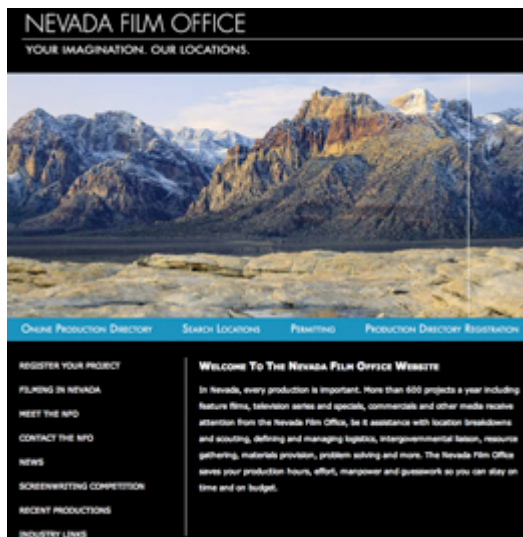 NEVADA FILM OFFICE
YOUR IMAGINATION. OUR LOCATIONS.
ONLINE PRODUCTION DIRECTORY SEARCH LOCATIONS PERMITTING PRODUCTION DIRECTORY REGISTRATION
REGISTER YOUR PROJECT
FILMING IN NEVADA
MEET THE NFO
CONTACT THE NFO
NEWS
SCREENWRITING COMPETITION
RECENT PRODUCTIONS
INDUSTRY LINKS
WELCOME TO THE NEVADA FILM OFFICE WEBSITE
In Nevada, every production is important. More than 600 projects a year including
feature films, television series and specials, commercials and other media receive
attention from the Nevada Film Office, be it assistance with location breakdowns
and scouting, defining and managing logistics, intergovernmental liaison, resource
gathering, materials provision, problem solving and more. The Nevada Film Office
saves your production hours, effort, manpower and guesswork so you can stay on
time and on budget.